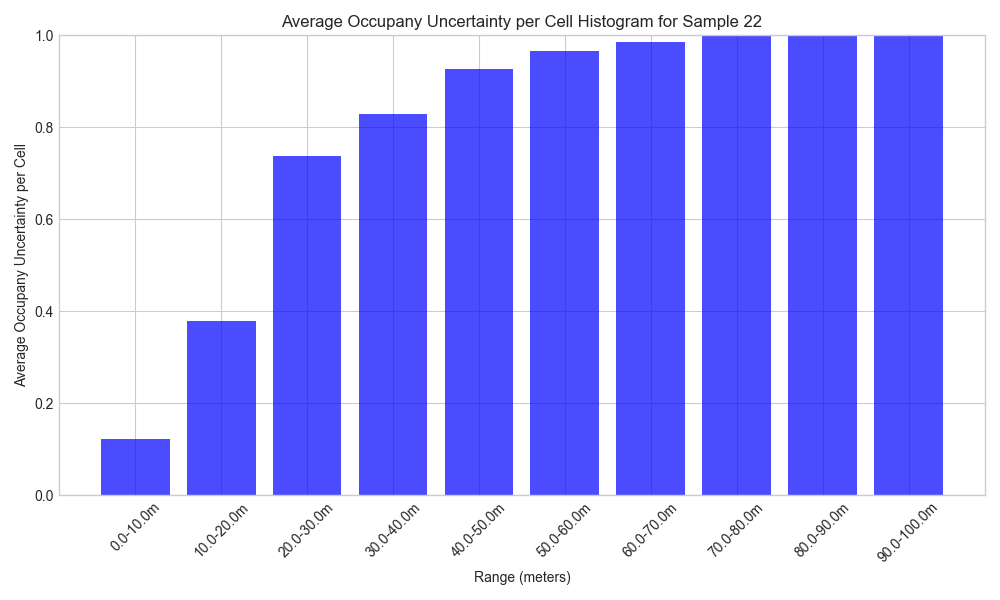 Average Occupany Uncertainty per Cell Histogram for Sample 22
Average Occupany Uncertainty per Cell
1.0
0.8
0.6
0.4
0.2
0.0
0.0-10.0m
10.0-20.0m
20.0-30.0m
30.0-40.0m
40.0-50.0m
50.0-60.0m
60.0-70.0m
70.0-80.0m
80.0-90.0m
90.0-100.0m
Range (meters)